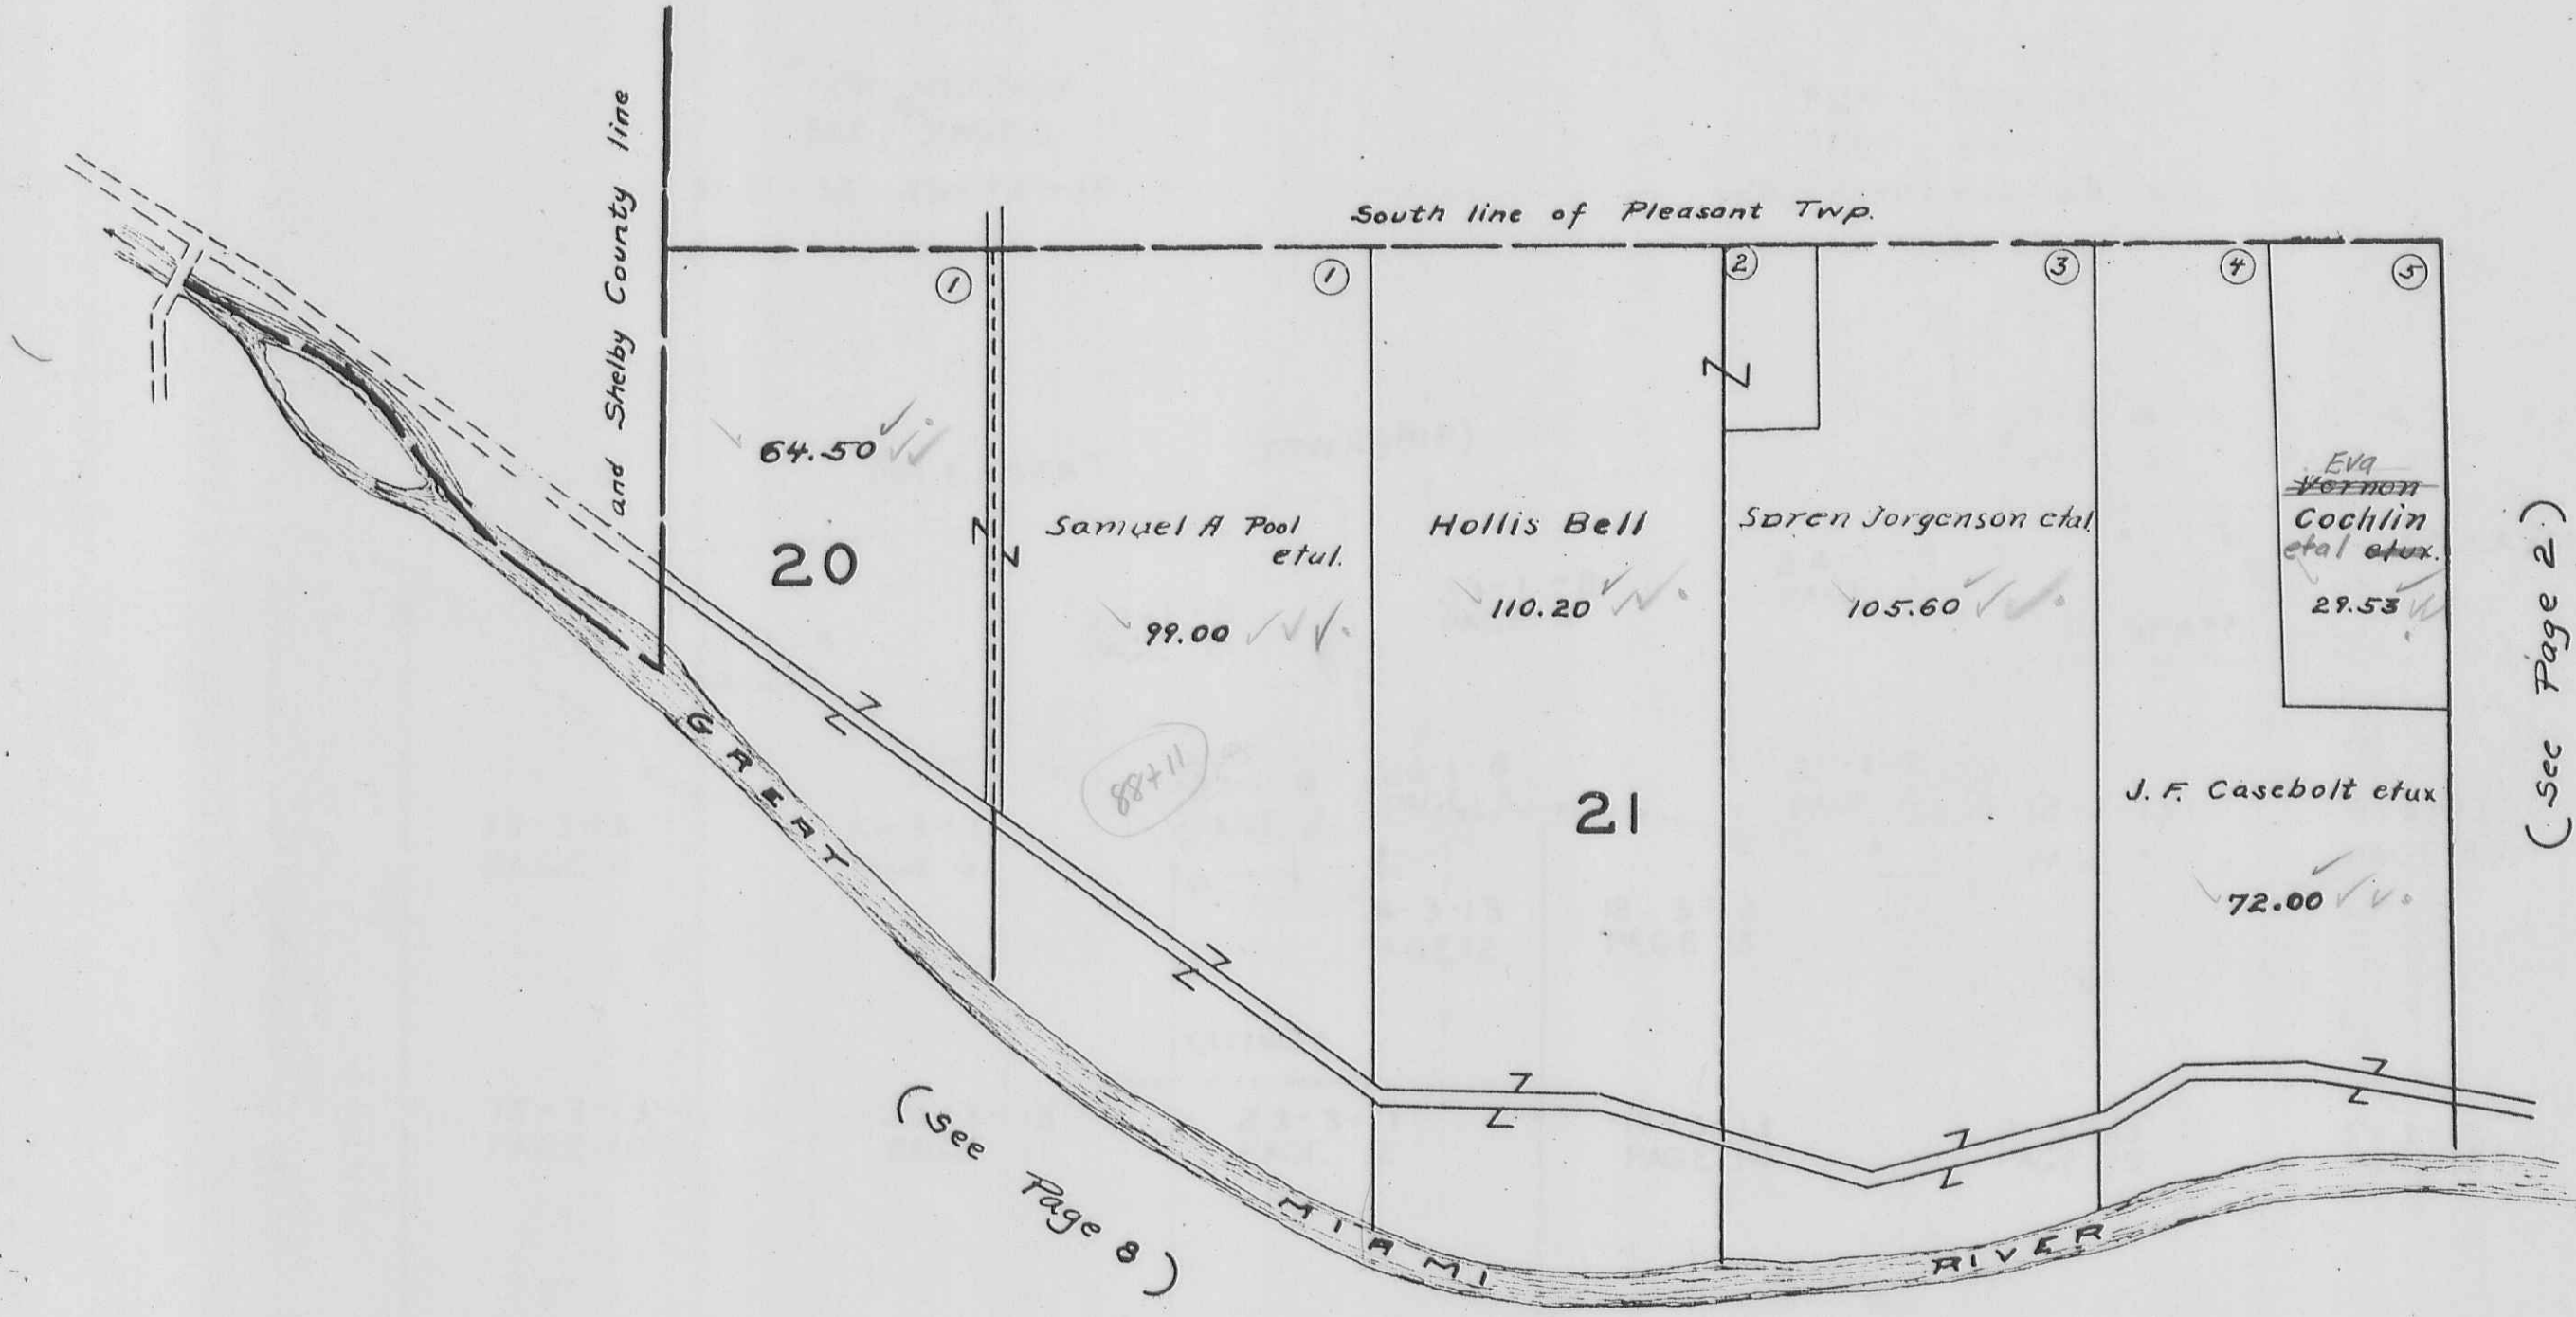 and Shelby County line
South line of Pleasant Twp.
1
1
2
3
4
5
64.50
20
Samuel A Pool
etul.
99.00
88+11
Hollis Bell
110.20
21
Soren Jorgenson etal.
105.60
Eva
Vernon
Cochlin
etal etux.
29.53
J. F. Casebolt etux
72.00
(see Page 2)
(see Page 8)
GREAT MIAMI RIVER